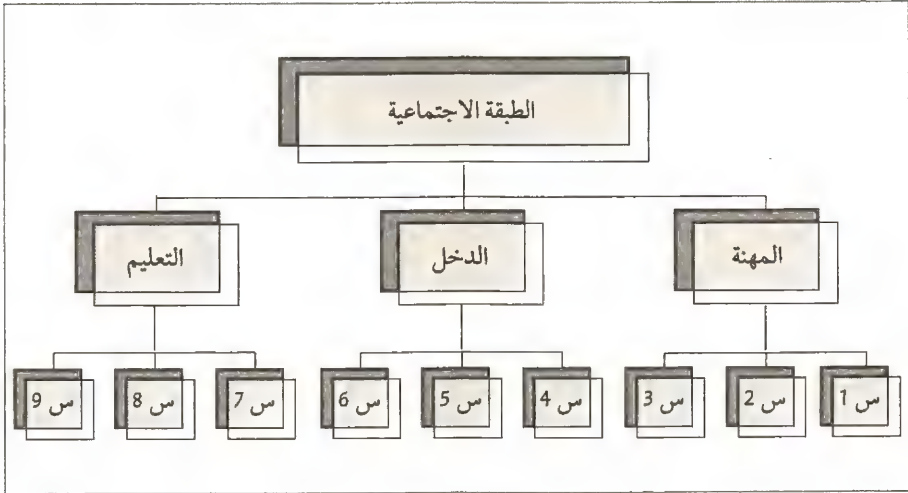 الطبقة الاجتماعية
المهنة
الدخل
التعليم
س 1
س 2
س 3
س 4
س 5
س 6
س 7
س 8
س 9